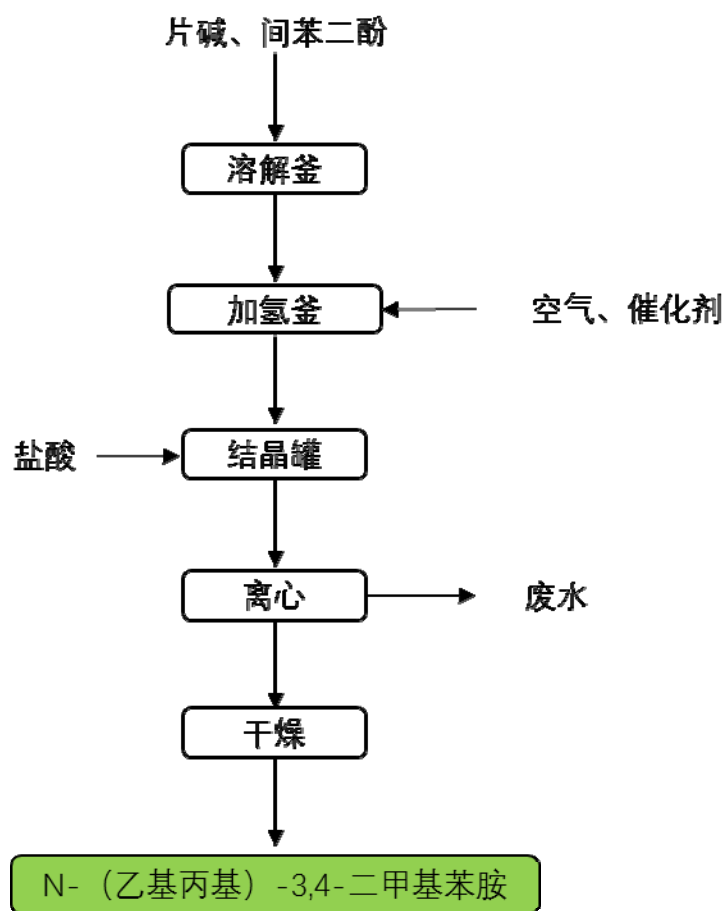 片碱、间苯二酚
溶解釜
加氢釜
空气、催化剂
盐酸
结晶罐
离心
废水
干燥
N-（乙基丙基）-3,4-二甲基苯胺